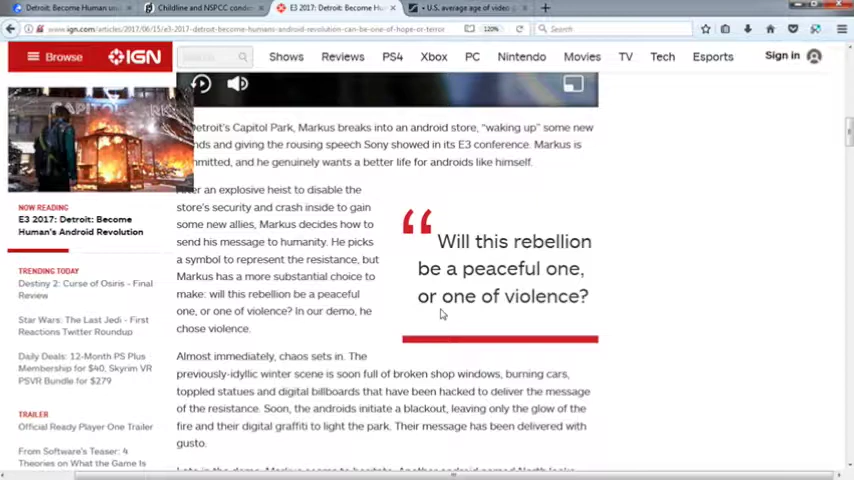 Detroit: Become Human un
Childline and NSPCC conde
E3 2017: Detroit: Become Hu
U.S. average age of video
www.ign.com/articles/2017/06/15/e3-2017-detroit-become-humans-android-revolution-can-be-one-of-hope-or-terror
120%
Search
Browse
IGN
Search
Shows
Reviews
PS4
Xbox
PC
Nintendo
Movies
TV
Tech
Esports
Sign in
CAPITOL
NOW READING
E3 2017: Detroit: Become
Human's Android Revolution
TRENDING TODAY
Destiny 2: Curse of Osiris - Final
Review
Star Wars: The Last Jedi - First
Reactions Twitter Roundup
Daily Deals: 12-Month PS Plus
Membership for $40, Skyrim VR
PSVR Bundle for $279
TRAILER
Official Ready Player One Trailer
From Software's Teaser: 4
Theories on What the Game Is
Detroit's Capitol Park, Markus breaks into an android store, "waking up" some new
and giving the rousing speech Sony showed in its E3 conference. Markus is
and he genuinely wants a better life for androids like himself.
an explosive heist to disable the
store's security and crash inside to gain
some new allies, Markus decides how to
send his message to humanity. He picks
a symbol to represent the resistance, but
Markus has a more substantial choice to
make: will this rebellion be a peaceful
one, or one of violence? In our demo, he
chose violence.
“ Will this rebellion
be a peaceful one,
or one of violence?
Almost immediately, chaos sets in. The
previously-idyllic winter scene is soon full of broken shop windows, burning cars,
toppled statues and digital billboards that have been hacked to deliver the message
of the resistance. Soon, the androids initiate a blackout, leaving only the glow of the
fire and their digital graffiti to light the park. Their message has been delivered with
gusto.